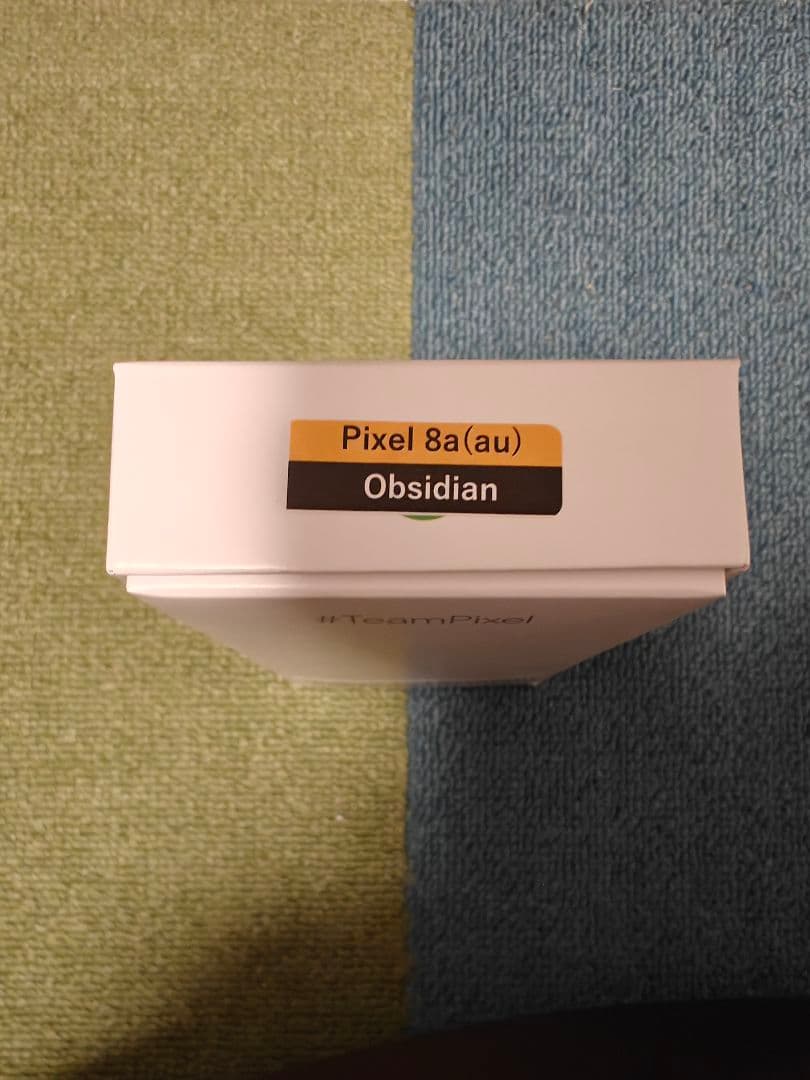 Pixel 8a(au)
Obsidian
#TeamPixel